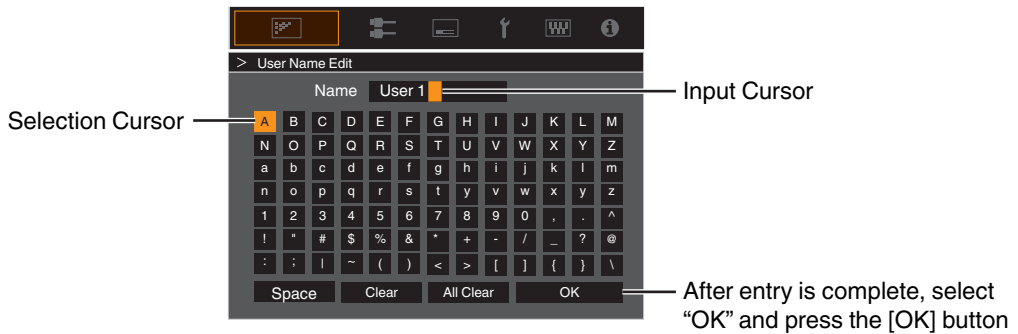 > User Name Edit
Name User 1
Input Cursor
Selection Cursor
A B C D E F G H I J K L M
N O P Q R S T U V W X Y Z
a b c d e f g h i j k l m
n o p q r s t y v w x y z
1 2 3 4 5 6 7 8 9 0 , . ^
! " # $ % & * + - / _ ? @
: ; | ~ ( ) < > [ ] { } \
Space Clear All Clear OK
After entry is complete, select
“OK” and press the [OK] button